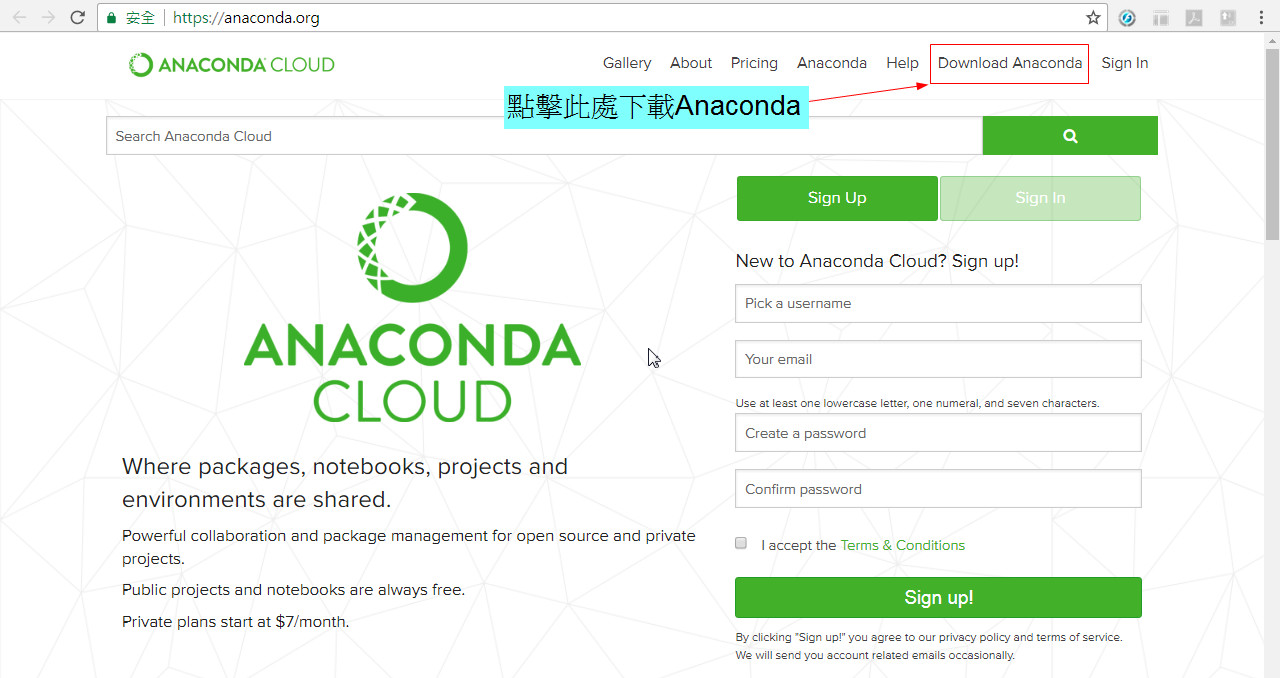 安全 https://anaconda.org
ANACONDA CLOUD
Gallery About Pricing Anaconda Help Download Anaconda Sign In
點擊此處下載Anaconda
Search Anaconda Cloud
Sign Up Sign In
ANACONDA
CLOUD
New to Anaconda Cloud? Sign up!
Pick a username
Your email
Use at least one lowercase letter, one numeral, and seven characters.
Create a password
Confirm password
I accept the Terms & Conditions
Sign up!
By clicking "Sign up!" you agree to our privacy policy and terms of service.
We will send you account related emails occasionally.
Where packages, notebooks, projects and
environments are shared.
Powerful collaboration and package management for open source and private
projects.
Public projects and notebooks are always free.
Private plans start at $7/month.